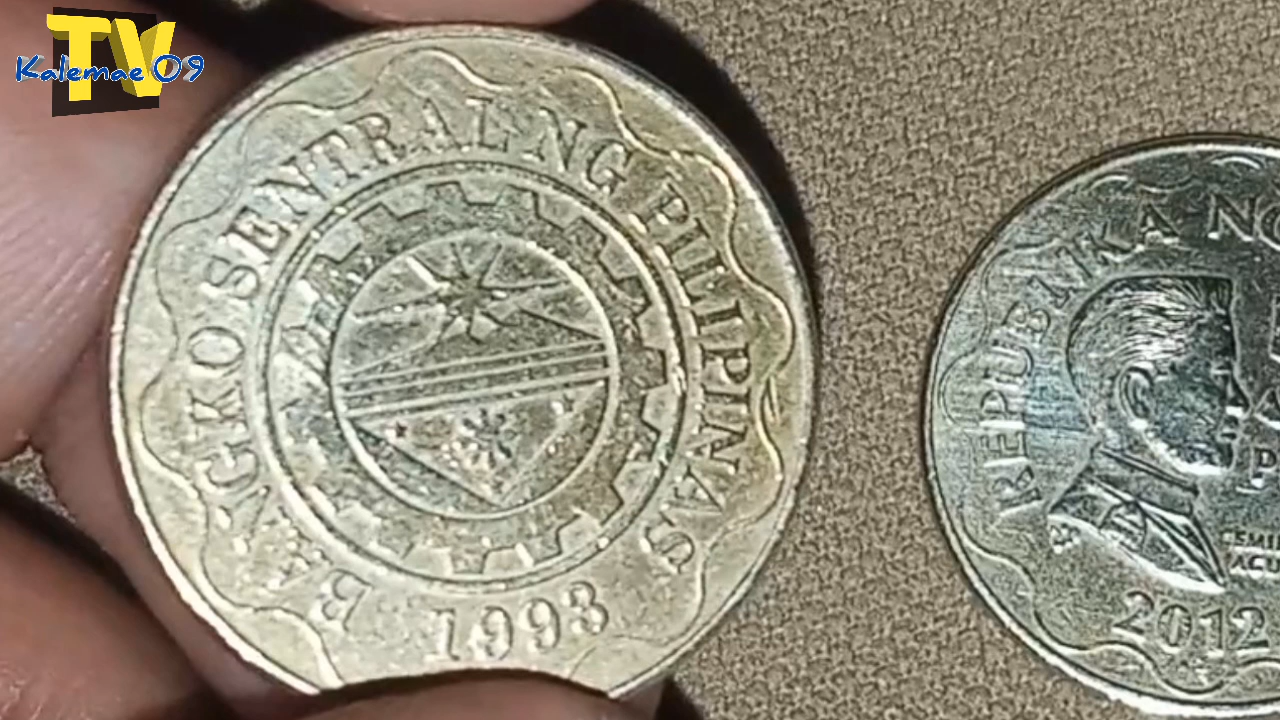 TV
Kalemae 09
BANGKO SENTRAL NG PILIPINAS
1993
REPUBLIKA NG
2012